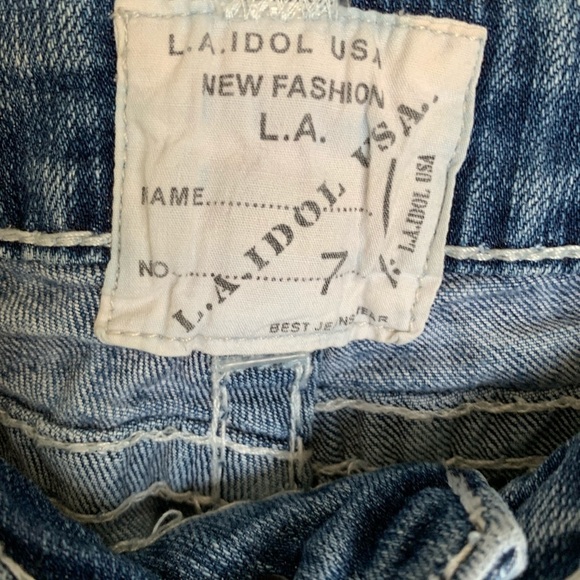 L.A.IDOL USA
NEW FASHION
L.A.
NAME
NO 7
L.A.IDOL USA.
L.A.IDOL USA
BEST JEANS WEAR